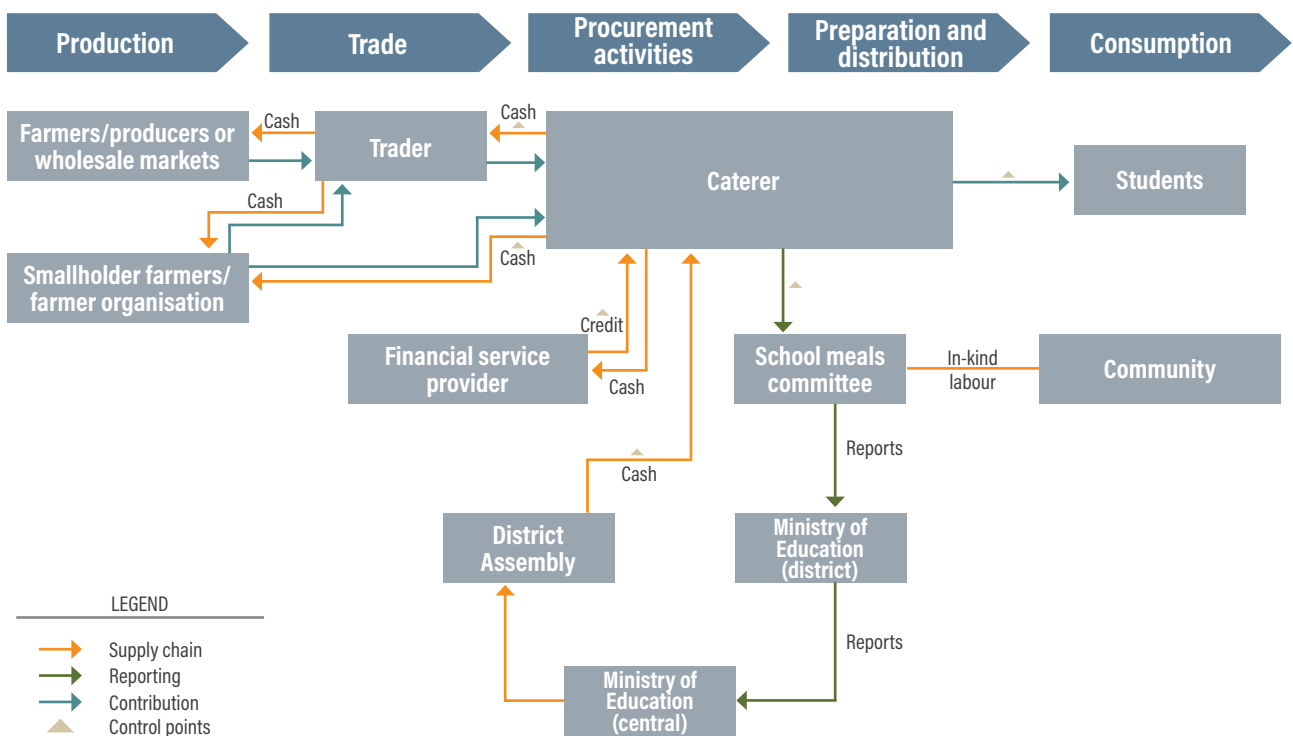 Production
Trade
Procurement
activities
Preparation and
distribution
Consumption
Farmers/producers or
wholesale markets
Cash
Trader
Cash
Caterer
Students
Cash
Smallholder farmers/
farmer organisation
Cash
Credit
Financial service
provider
Cash
School meals
committee
In-kind
labour
Community
Reports
Cash
District
Assembly
Ministry of
Education
(district)
Reports
Ministry of
Education
(central)
LEGEND
Supply chain
Reporting
Contribution
Control points